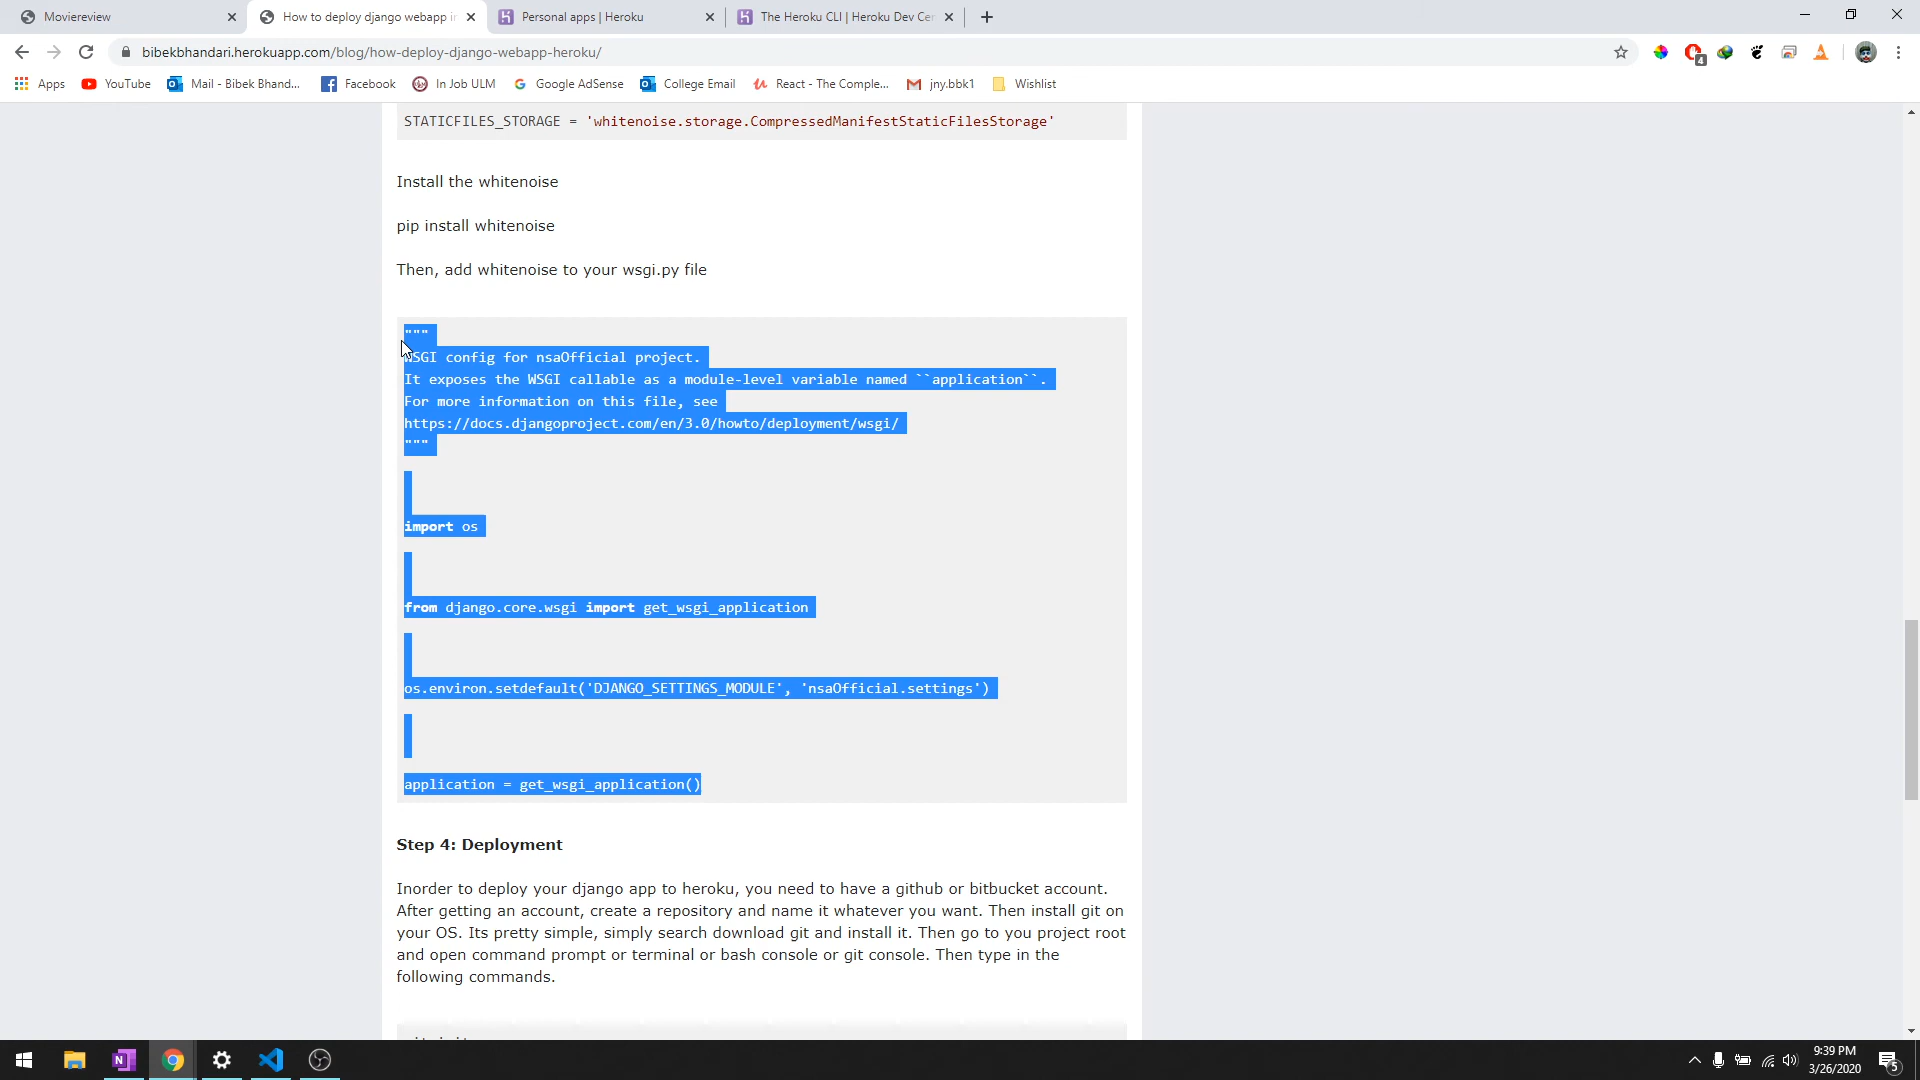 Moviereview
How to deploy django webapp in
Personal apps | Heroku
The Heroku CLI | Heroku Dev Cen
bibekbhandari.herokuapp.com/blog/how-deploy-django-webapp-heroku/
4
Apps
YouTube
Mail - Bibek Bhand...
Facebook
In Job ULM
Google AdSense
College Email
React - The Comple...
jny.bbk1
Wishlist
STATICFILES_STORAGE = 'whitenoise.storage.CompressedManifestStaticFilesStorage'
Install the whitenoise
pip install whitenoise
Then, add whitenoise to your wsgi.py file
"""
WSGI config for nsaOfficial project.
It exposes the WSGI callable as a module-level variable named ``application``.
For more information on this file, see
https://docs.djangoproject.com/en/3.0/howto/deployment/wsgi/
"""
import os
from django.core.wsgi import get_wsgi_application
os.environ.setdefault('DJANGO_SETTINGS_MODULE', 'nsaOfficial.settings')
application = get_wsgi_application()
Step 4: Deployment
Inorder to deploy your django app to heroku, you need to have a github or bitbucket account.
After getting an account, create a repository and name it whatever you want. Then install git on
your OS. Its pretty simple, simply search download git and install it. Then go to you project root
and open command prompt or terminal or bash console or git console. Then type in the
following commands.
9:39 PM
3/26/2020
5